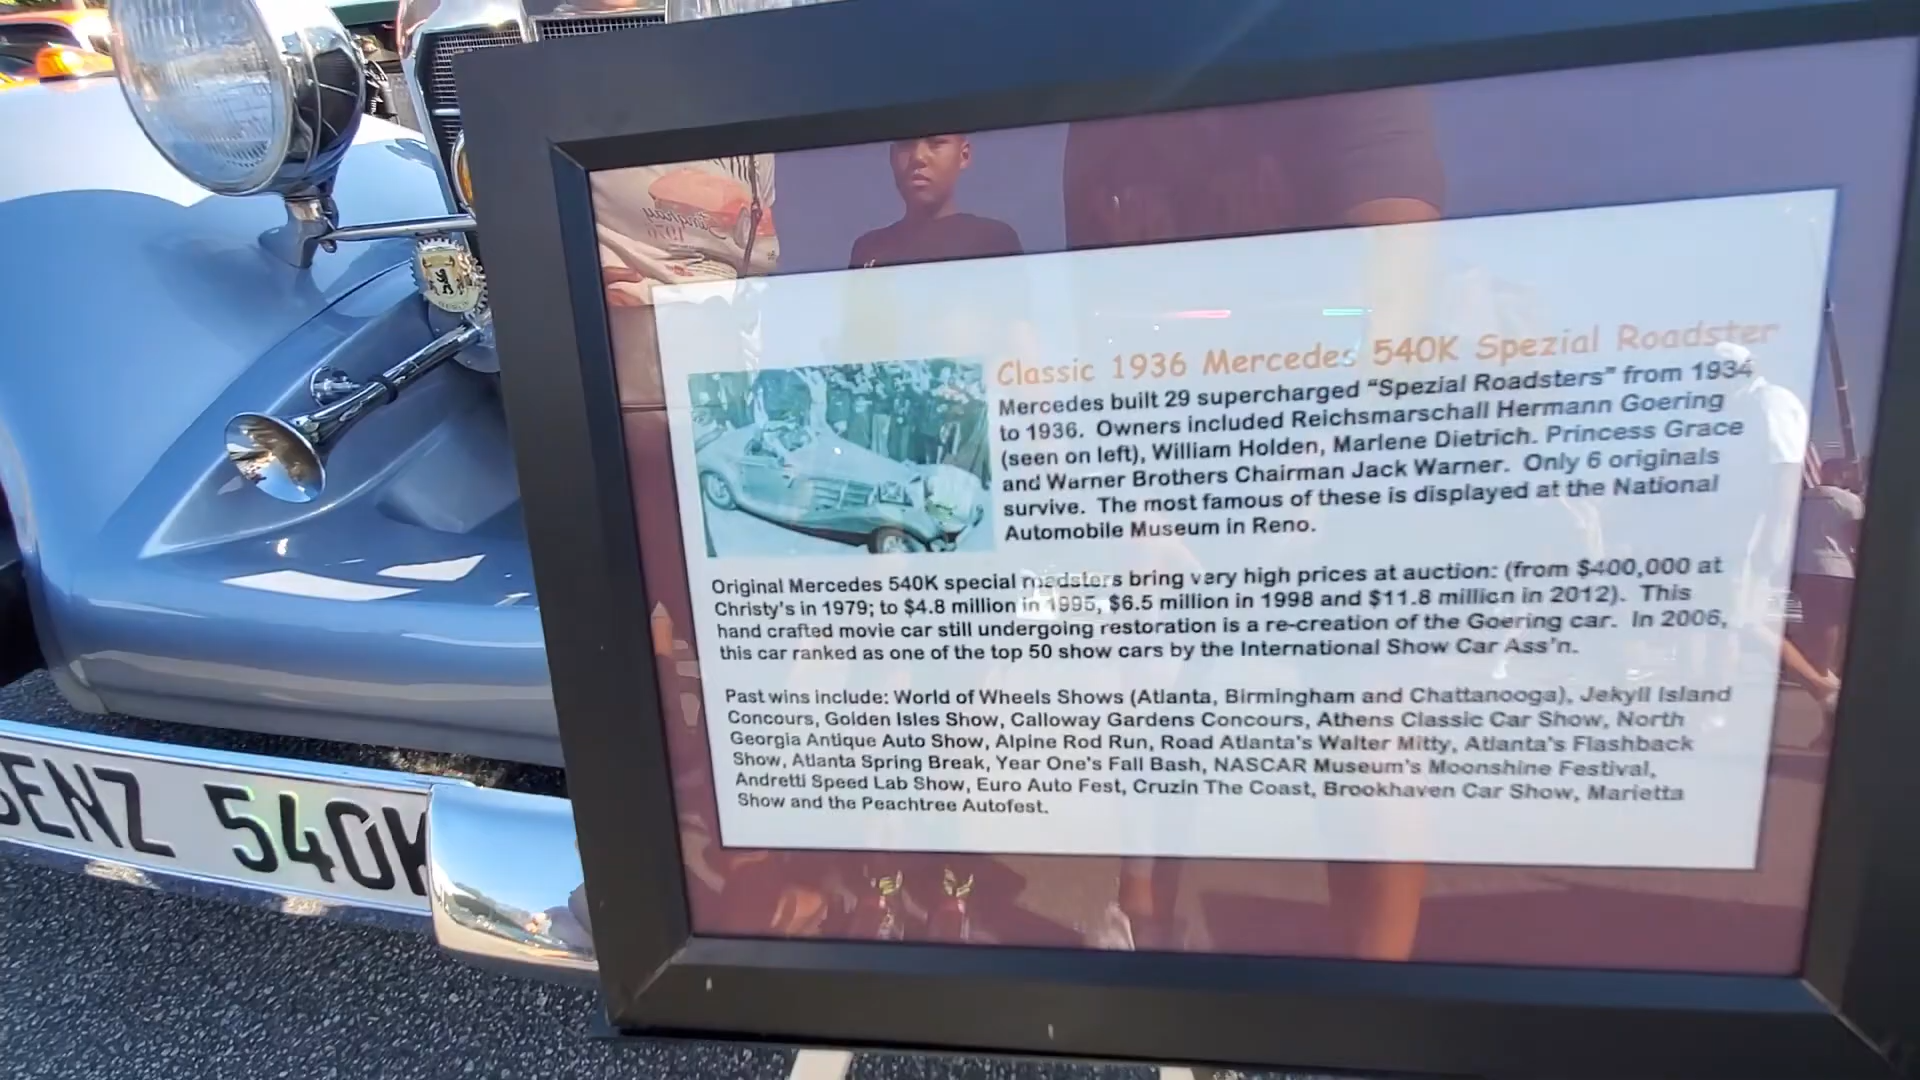 Classic 1936 Mercedes 540K Spezial Roadster
Mercedes built 29 supercharged “Spezial Roadsters” from 1934
to 1936. Owners included Reichsmarschall Hermann Goering
(seen on left), William Holden, Marlene Dietrich. Princess Grace
and Warner Brothers Chairman Jack Warner. Only 6 originals
survive. The most famous of these is displayed at the National
Automobile Museum in Reno.
Original Mercedes 540K special roadsters bring very high prices at auction: (from $400,000 at
Christy's in 1979; to $4.8 million in 1995, $6.5 million in 1998 and $11.8 million in 2012). This
hand crafted movie car still undergoing restoration is a re-creation of the Goering car. In 2006,
this car ranked as one of the top 50 show cars by the International Show Car Ass'n.
Past wins include: World of Wheels Shows (Atlanta, Birmingham and Chattanooga), Jekyll Island
Concours, Golden Isles Show, Calloway Gardens Concours, Athens Classic Car Show, North
Georgia Antique Auto Show, Alpine Rod Run, Road Atlanta's Walter Mitty, Atlanta's Flashback
Show, Atlanta Spring Break, Year One's Fall Bash, NASCAR Museum's Moonshine Festival,
Andretti Speed Lab Show, Euro Auto Fest, Cruzin The Coast, Brookhaven Car Show, Marietta
Show and the Peachtree Autofest.
BENZ 540K
Stingray
1976